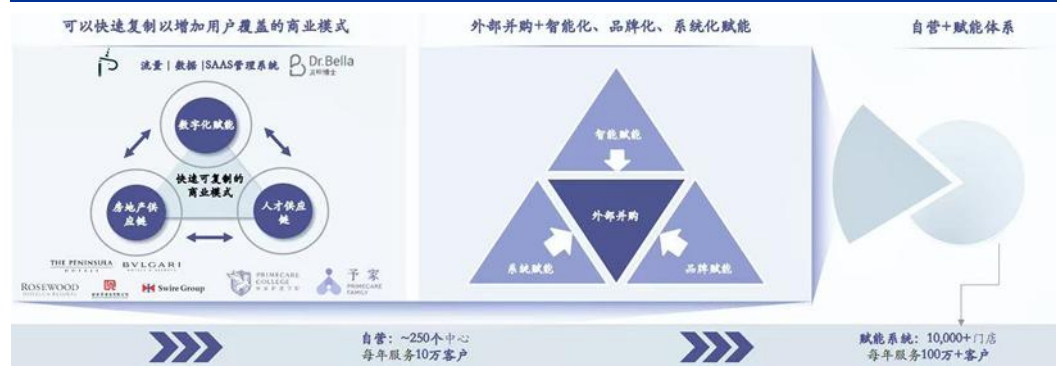 可以快速复制以增加用户覆盖的商业模式
流量 | 数据 |SAAS管理系统
Dr.Bella
贝聊博士
数字化赋能
快速可复制的
商业模式
房地产供
应链
人才供应
链
THE PENINSULA
HOTELS
BVLGARI
ROSEWOOD
HOTELS & RESORTS
Swire Group
PRIMECARE
COLLEGE
予家
PRIMECARE
FAMILY
外部并购+智能化、品牌化、系统化赋能
智能赋能
外部并购
系统赋能
品牌赋能
自营+赋能体系
自营：~250个中心
每年服务10万客户
赋能系统：10,000+门店
每年服务100万+客户